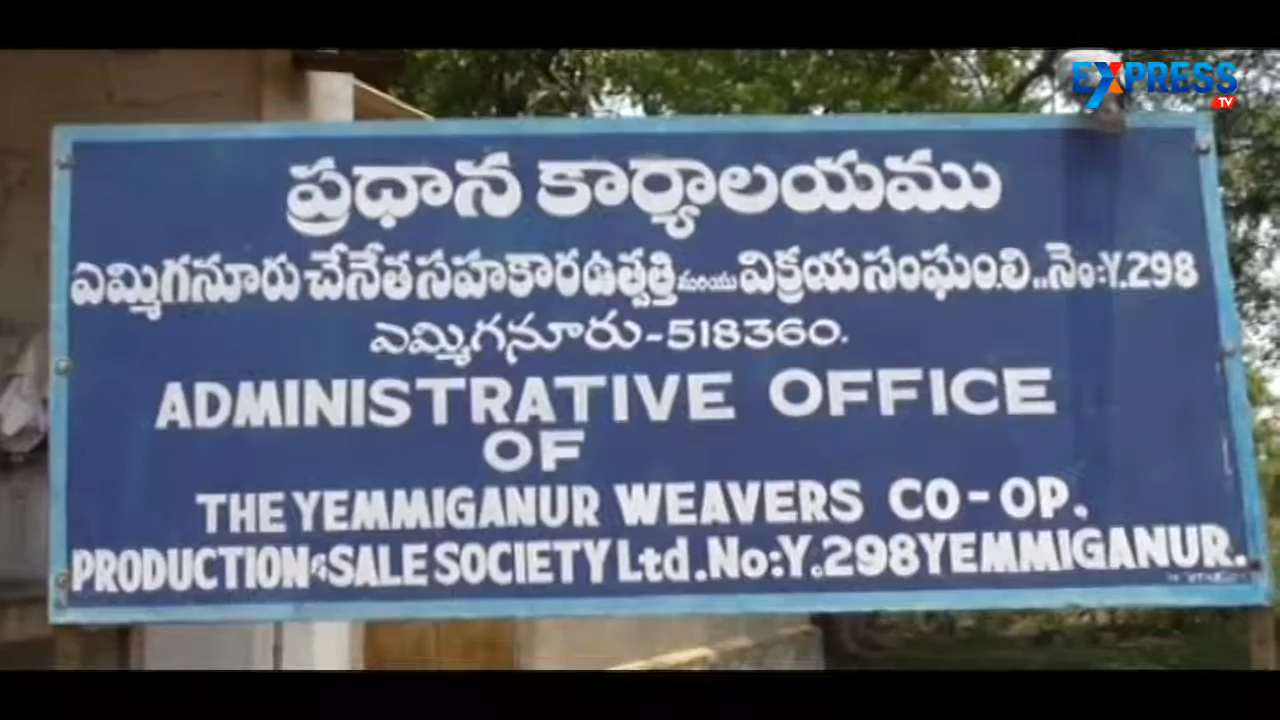 EXPRESS
TV
ప్రధాన కార్యాలయము
ఎమ్మిగనూరు చేనేత సహకార ఉత్పత్తి మరియు విక్రయ సంఘం.లి..నెం:Y.298
ఎమ్మిగనూరు-518360.
ADMINISTRATIVE OFFICE
OF
THE YEMMIGANUR WEAVERS CO-OP.
PRODUCTION & SALE SOCIETY Ltd. No:Y.298 YEMMIGANUR.